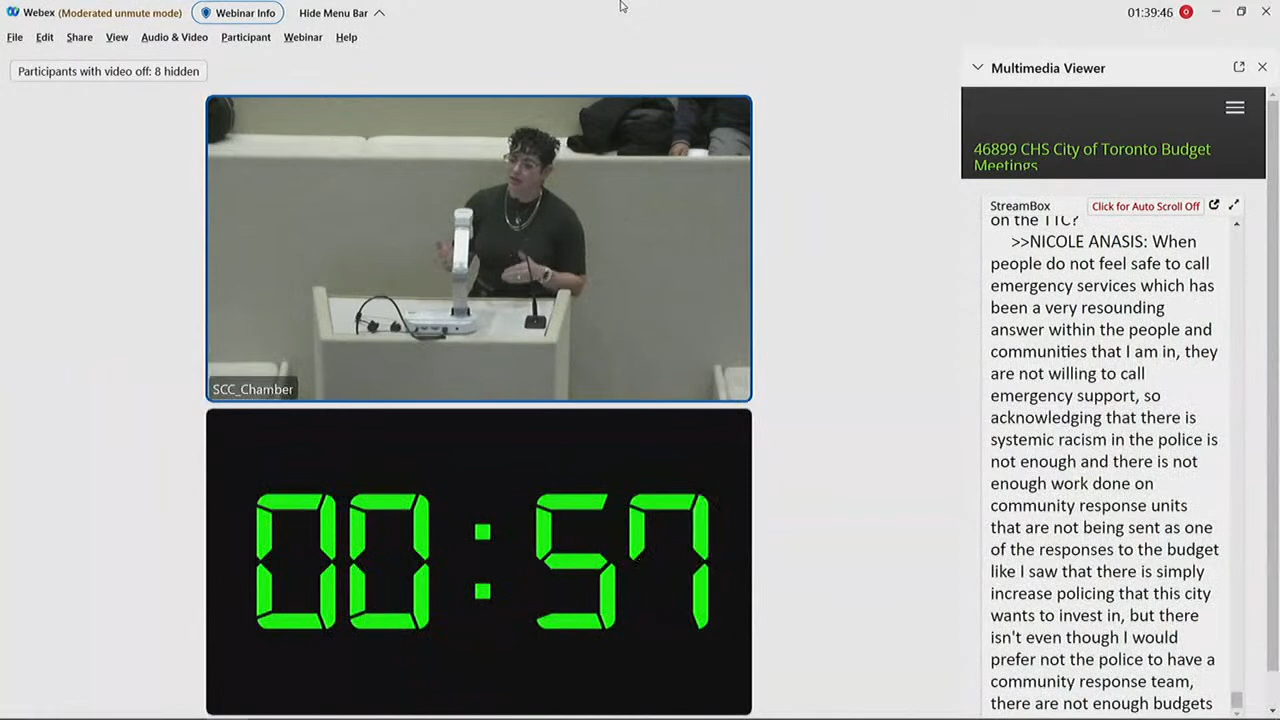 Webex (Moderated unmute mode) Webinar Info Hide Menu Bar 01:39:46
File Edit Share View Audio & Video Participant Webinar Help
Participants with video off: 8 hidden
SCC_Chamber
00:57
Multimedia Viewer
46899 CHS City of Toronto Budget
Meetings
StreamBox Click for Auto Scroll Off
on the TTC?
>>NICOLE ANASIS: When
people do not feel safe to call
emergency services which has
been a very resounding
answer within the people and
communities that I am in, they
are not willing to call
emergency support, so
acknowledging that there is
systemic racism in the police is
not enough and there is not
enough work done on
community response units
that are not being sent as one
of the responses to the budget
like I saw that there is simply
increase policing that this city
wants to invest in, but there
isn't even though I would
prefer not the police to have a
community response team,
there are not enough budgets